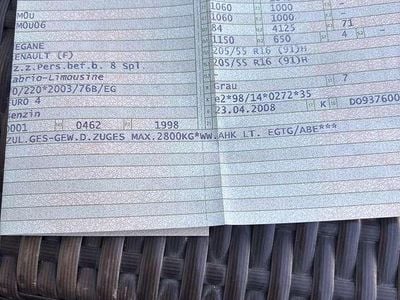 MOU
MOU06
EGANE
ENAULT (F)
z.z.Pers.bef.b. 8 Spl.
abrio-Limousine
0/220*2003/76B/EG
EURO 4
Benzin
0001 0462 1998
ZUL.GES-GEW.D.ZUGES MAX.2800KG*WW.AHK LT. EGTG/ABE***
1060 1000
1060 1000 -
84 4125 71
1150 650 4
205/55 R16 (91)H
205/55 R16 (91)H
-
Grau 7
e2*98/14*0272*35
23.04.2008 K DO937600